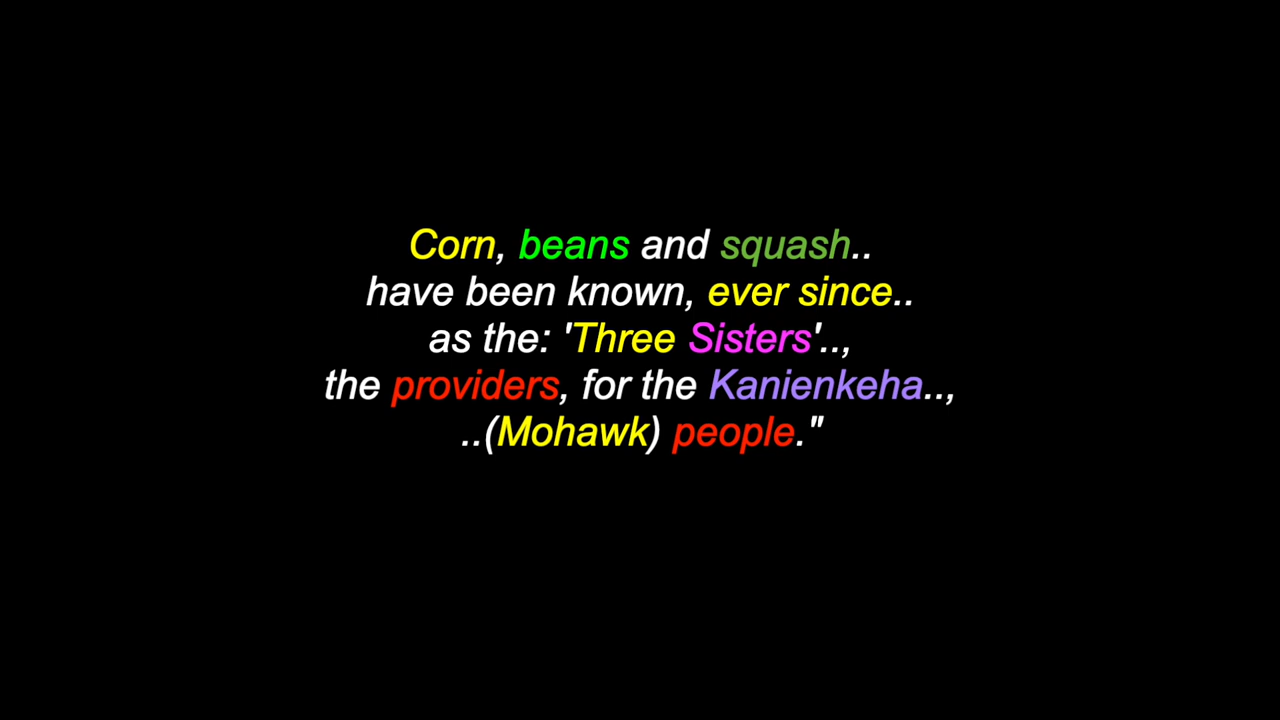 Corn, beans and squash..
have been known, ever since..
as the: 'Three Sisters'..,
the providers, for the Kanienkeha..,
..(Mohawk) people."